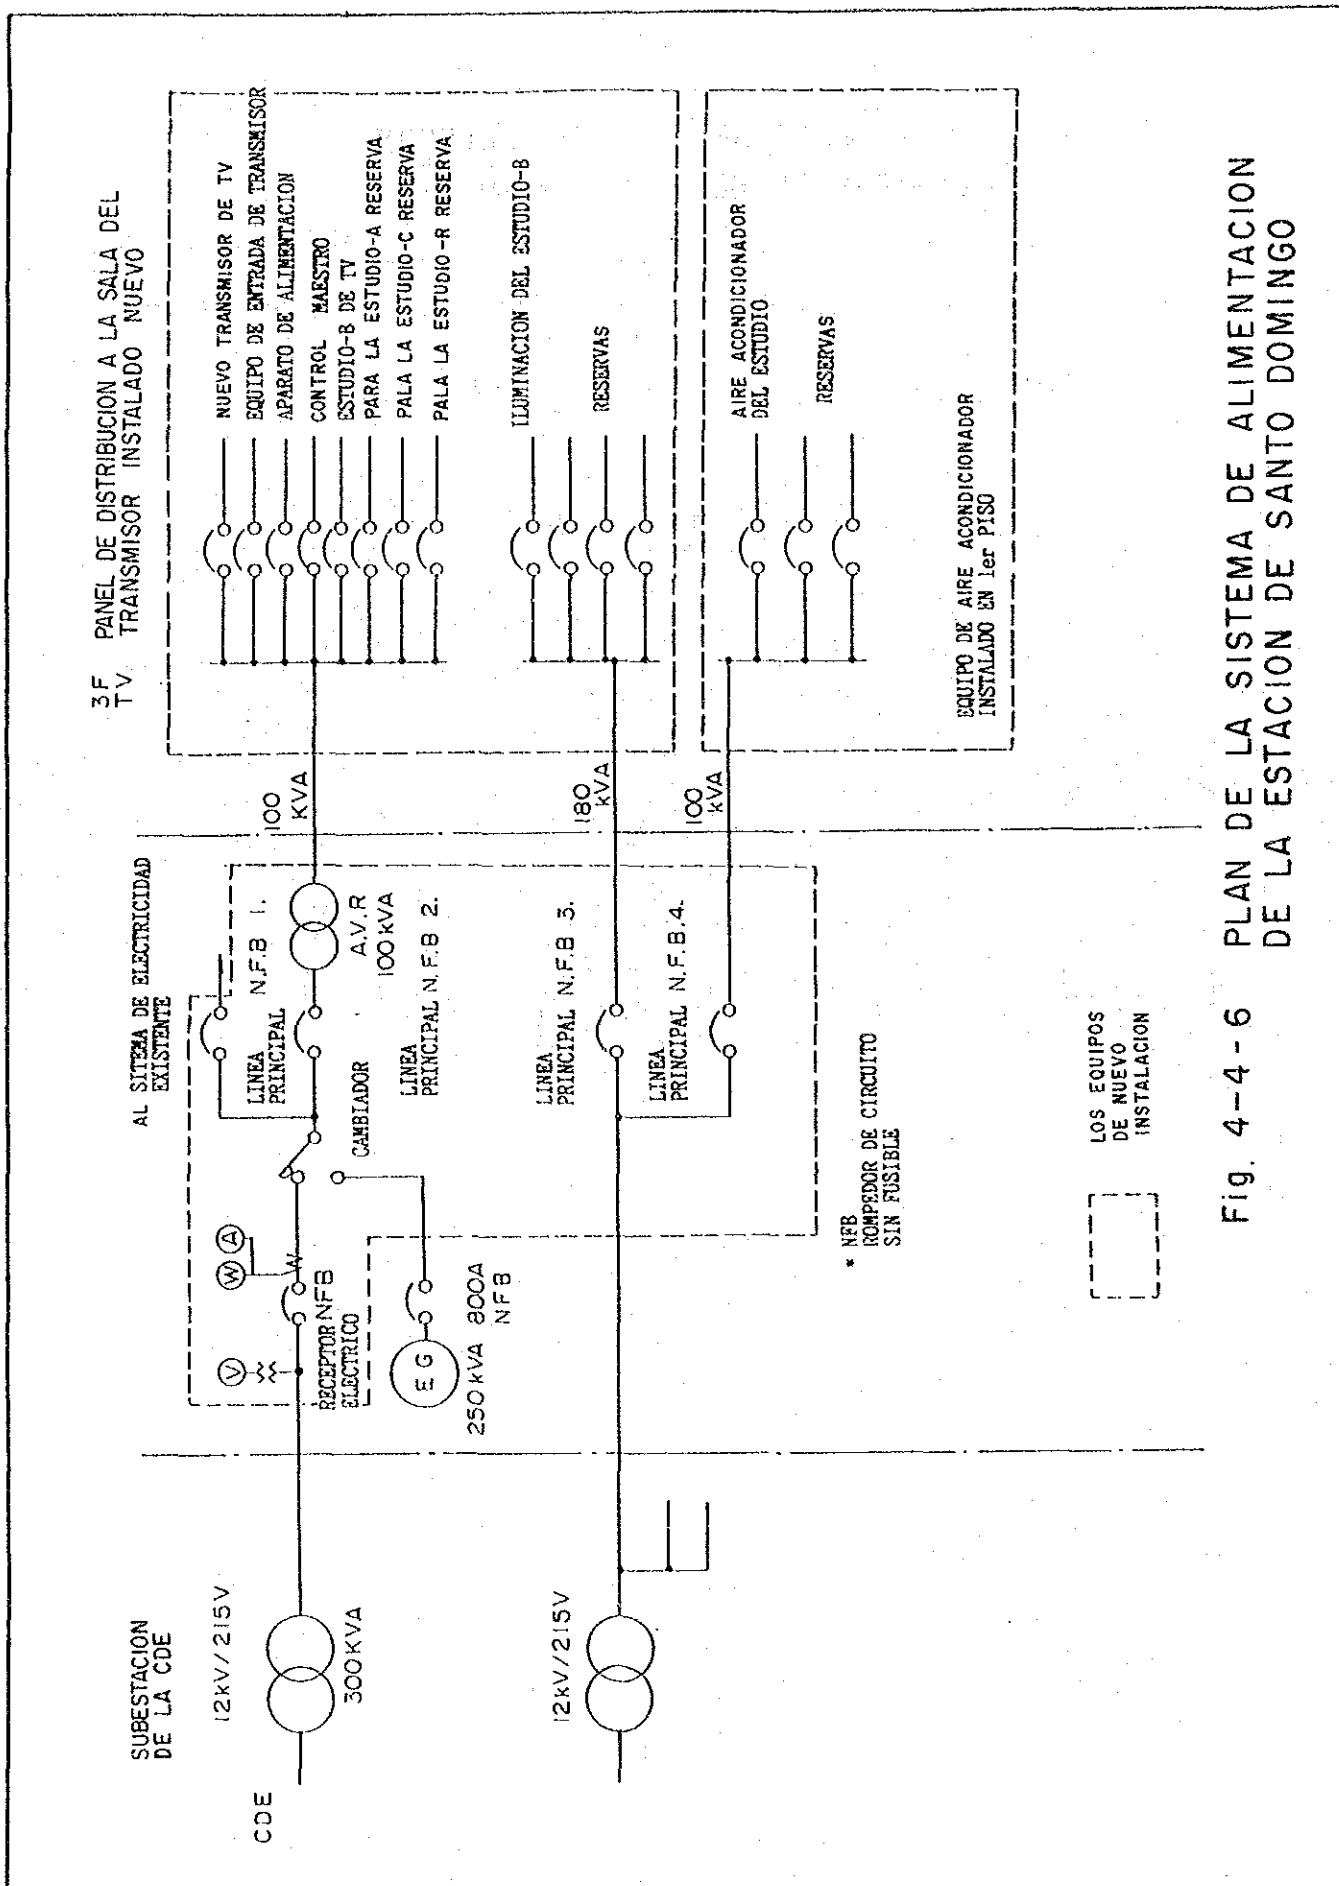 SUBESTACION
DE LA CDE
CDE
12kV/215V
300KVA
12kV/215V
AL SITEMA DE ELECTRICIDAD
EXISTENTE
V
W
A
RECEPTOR NFB
ELECTRICO
E G
250kVA 800A
NFB
CAMBIADOR
LINEA
PRINCIPAL
N.F.B 1.
A.V.R
100kVA
LINEA
PRINCIPAL N.F.B 2.
LINEA
PRINCIPAL N.F.B 3.
LINEA
PRINCIPAL N.F.B.4.
* NFB
ROMPEDOR DE CIRCUITO
SIN FUSIBLE
LOS EQUIPOS
DE NUEVO
INSTALACION
100
KVA
180
kVA
100
kVA
3F PANEL DE DISTRIBUCION A LA SALA DEL
TV TRANSMISOR INSTALADO NUEVO
NUEVO TRANSMISOR DE TV
EQUIPO DE ENTRADA DE TRANSMISOR
APARATO DE ALIMENTACION
CONTROL MAESTRO
ESTUDIO-B DE TV
PARA LA ESTUDIO-A RESERVA
PALA LA ESTUDIO-C RESERVA
PALA LA ESTUDIO-R RESERVA
ILUMINACION DEL ESTUDIO-B
RESERVAS
AIRE ACONDICIONADOR
DEL ESTUDIO
RESERVAS
EQUIPO DE AIRE ACONDICIONADOR
INSTALADO EN 1er PISO
Fig. 4-4-6 PLAN DE LA SISTEMA DE ALIMENTACION
DE LA ESTACION DE SANTO DOMINGO